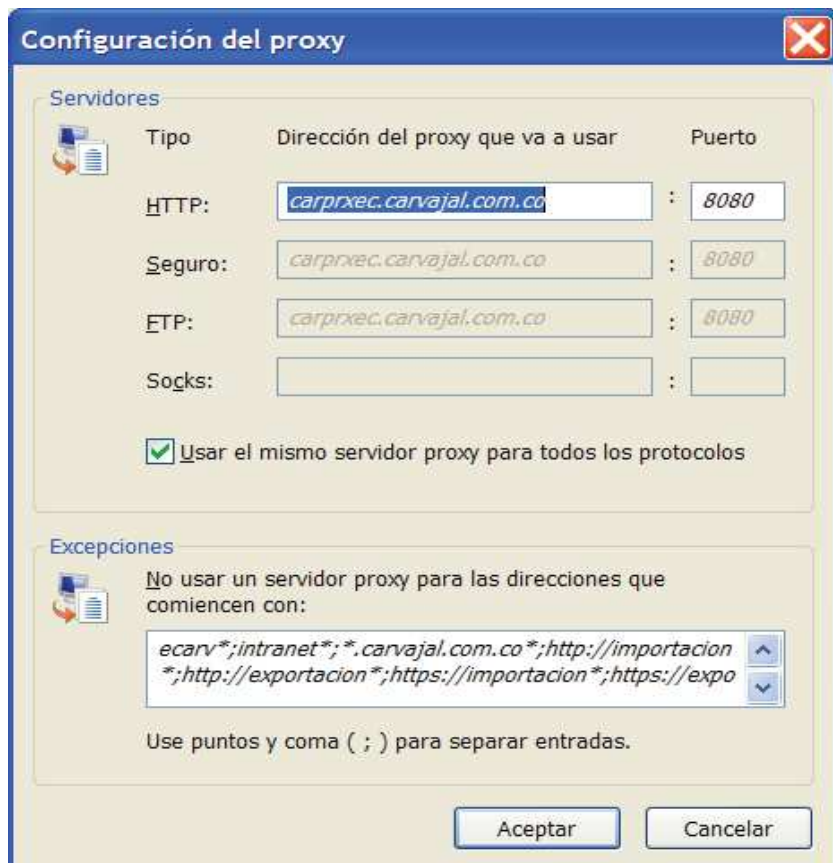 Configuración del proxy
Servidores
Tipo Dirección del proxy que va a usar Puerto
HTTP: carprxec.carvajal.com.co : 8080
Seguro: carprxec.carvajal.com.co : 8080
FTP: carprxec.carvajal.com.co : 8080
Socks: :
Usar el mismo servidor proxy para todos los protocolos
Excepciones
No usar un servidor proxy para las direcciones que
comiencen con:
ecarv*;intranet*;*.carvajal.com.co*;http://importacion
*;http://exportacion*;https://importacion*;https://expo
Use puntos y coma ( ; ) para separar entradas.
Aceptar Cancelar